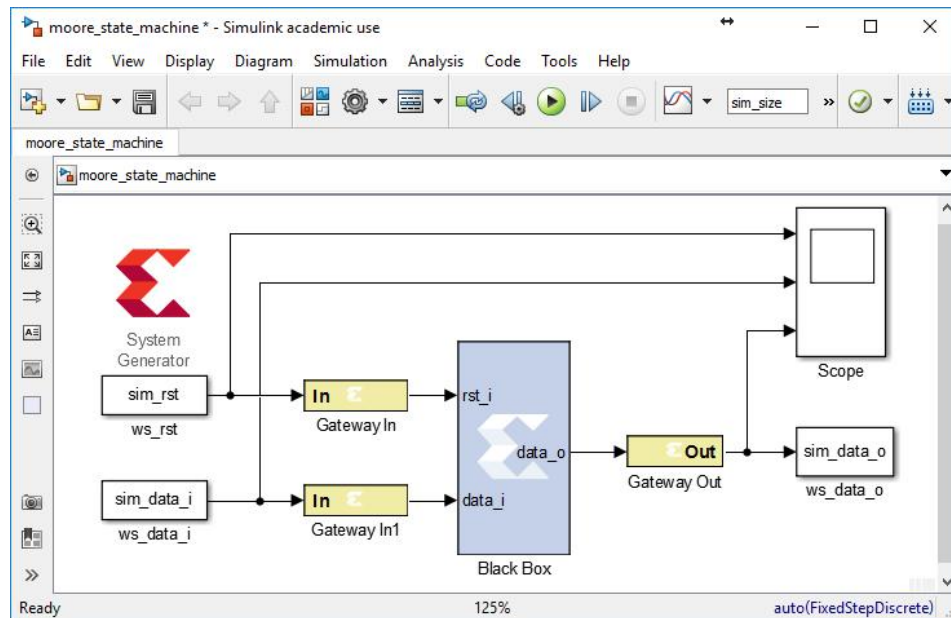 moore_state_machine * - Simulink academic use
File Edit View Display Diagram Simulation Analysis Code Tools Help
sim_size
»
moore_state_machine
moore_state_machine
System
Generator
Scope
sim_rst
ws_rst
In
Gateway In
rst_i
data_o
data_i
Black Box
Out
Gateway Out
sim_data_o
ws_data_o
sim_data_i
ws_data_i
In
Gateway In1
»
Ready 125% auto(FixedStepDiscrete)